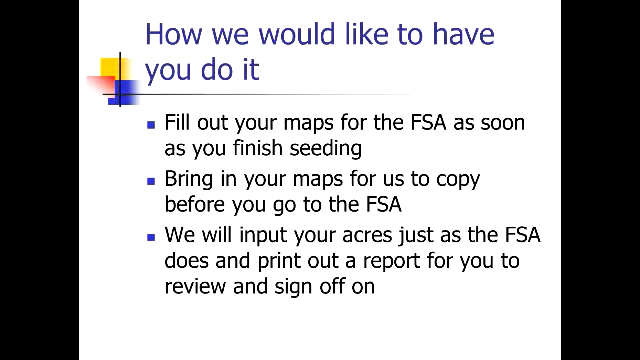 How we would like to have
you do it
Fill out your maps for the FSA as soon
as you finish seeding
Bring in your maps for us to copy
before you go to the FSA
We will input your acres just as the FSA
does and print out a report for you to
review and sign off on